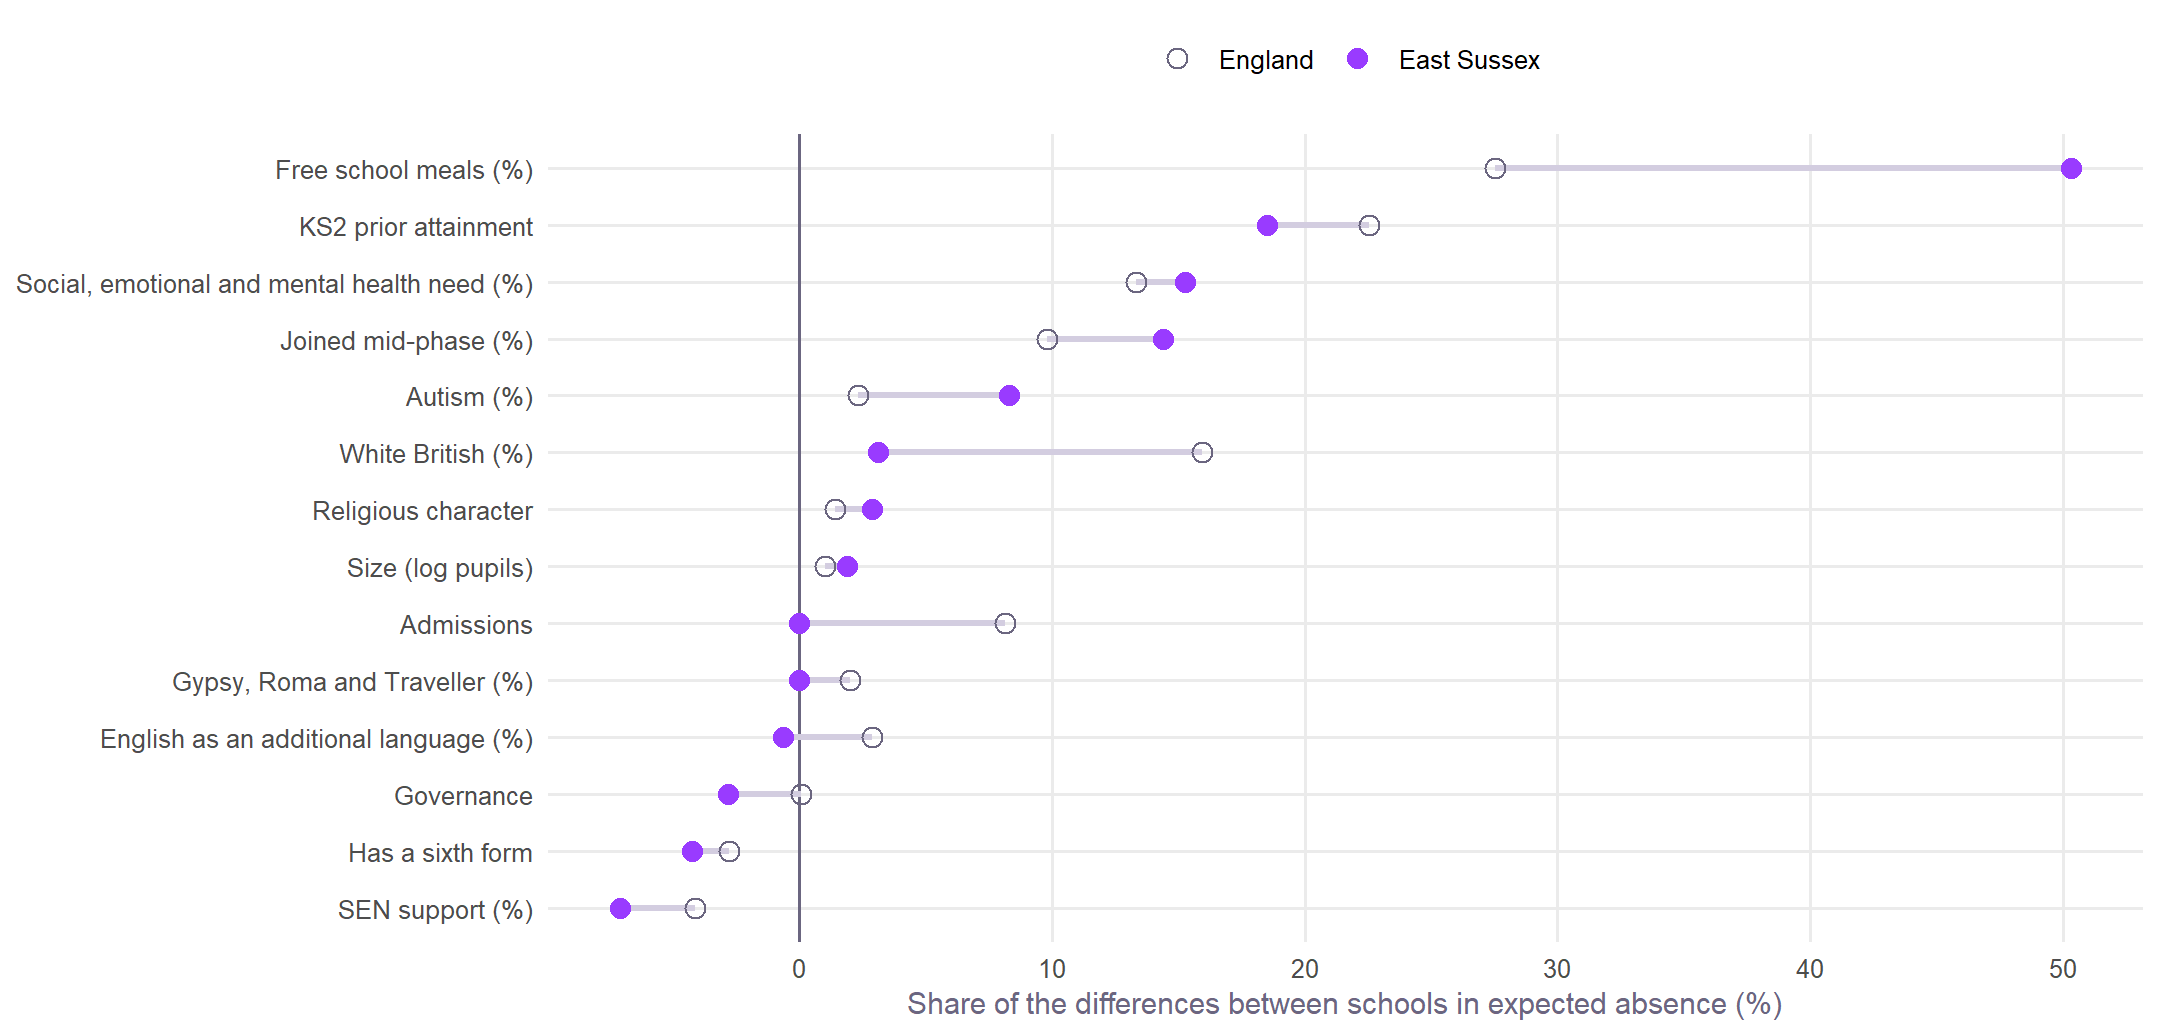 England East Sussex
Free school meals (%)
KS2 prior attainment
Social, emotional and mental health need (%)
Joined mid-phase (%)
Autism (%)
White British (%)
Religious character
Size (log pupils)
Admissions
Gypsy, Roma and Traveller (%)
English as an additional language (%)
Governance
Has a sixth form
SEN support (%)
0 10 20 30 40 50
Share of the differences between schools in expected absence (%)